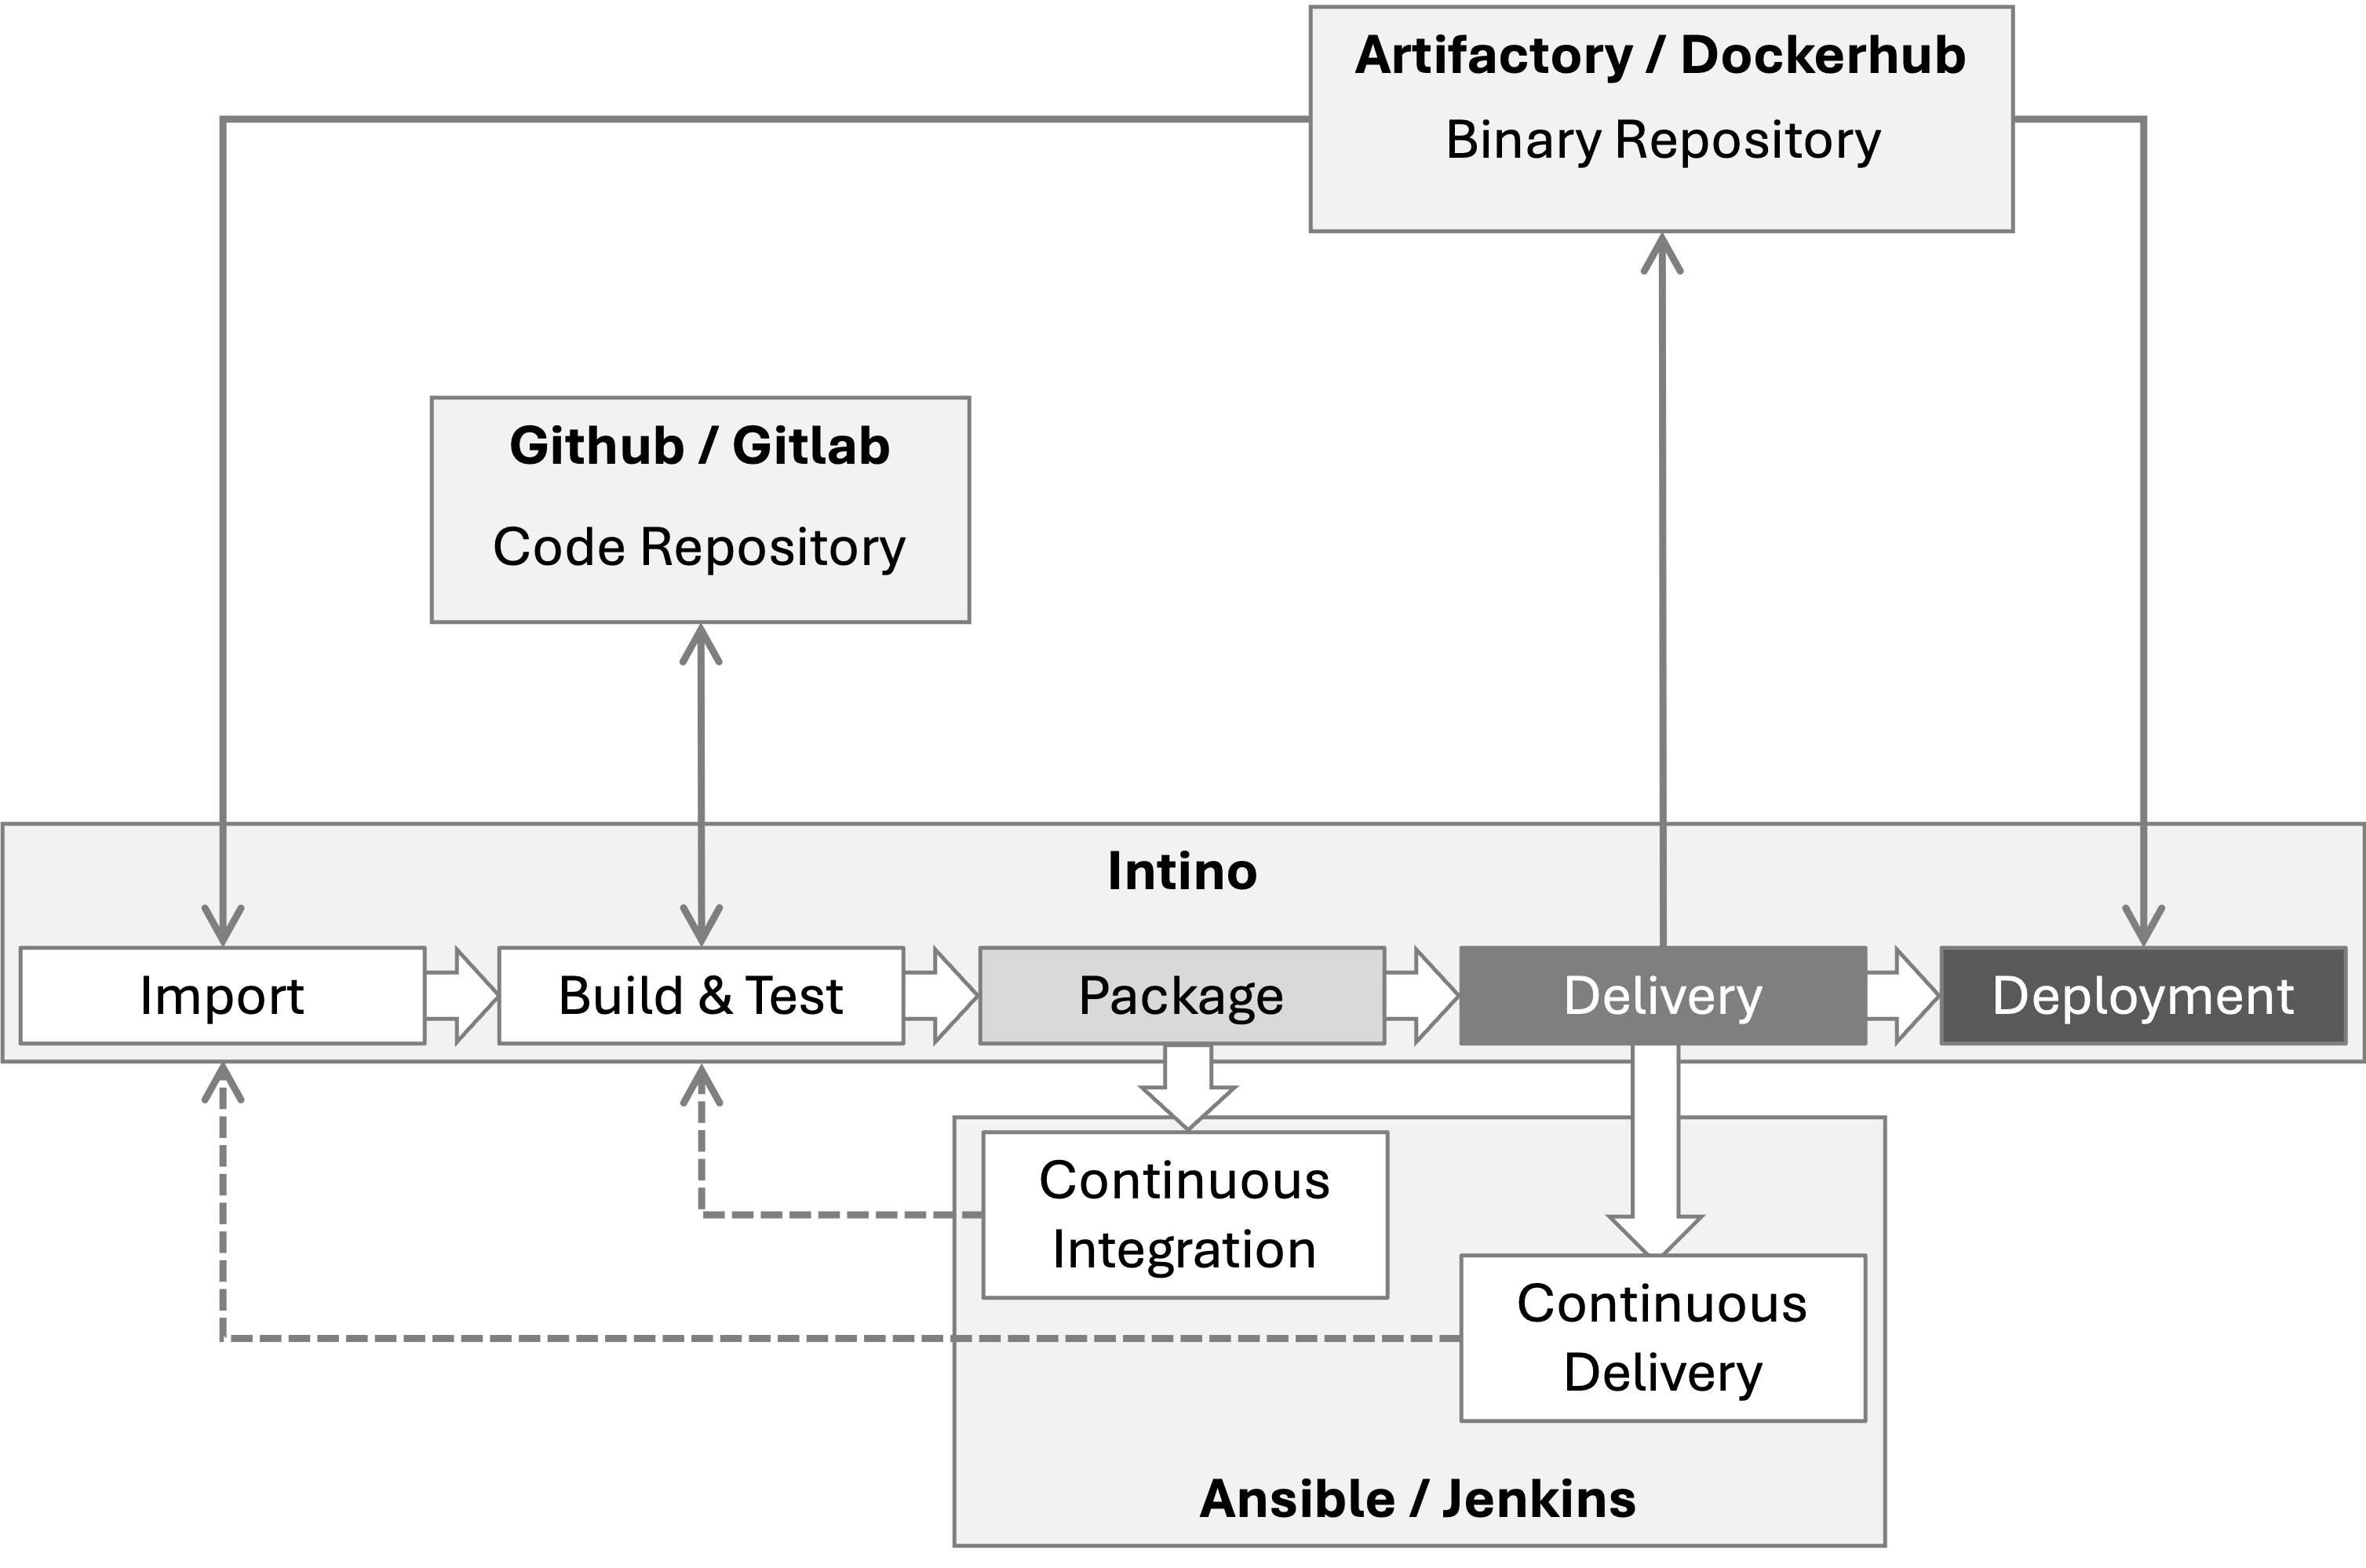 Artifactory / Dockerhub
Binary Repository
Github / Gitlab
Code Repository
Intino
Import
Build & Test
Package
Delivery
Deployment
Continuous
Integration
Continuous
Delivery
Ansible / Jenkins